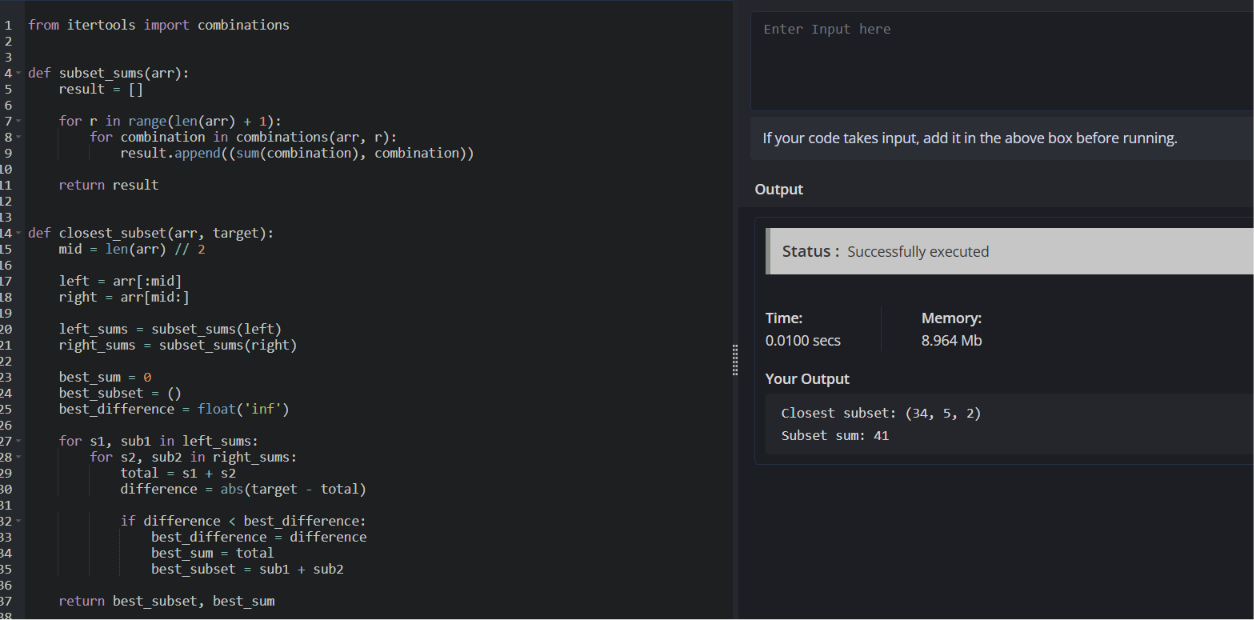 1 from itertools import combinations
2
3
4 def subset_sums(arr):
5     result = []
6
7     for r in range(len(arr) + 1):
8         for combination in combinations(arr, r):
9             result.append((sum(combination), combination))
10
11     return result
12
13
14 def closest_subset(arr, target):
15     mid = len(arr) // 2
16
17     left = arr[:mid]
18     right = arr[mid:]
19
20     left_sums = subset_sums(left)
21     right_sums = subset_sums(right)
22
23     best_sum = 0
24     best_subset = ()
25     best_difference = float('inf')
26
27     for s1, sub1 in left_sums:
28         for s2, sub2 in right_sums:
29             total = s1 + s2
30             difference = abs(target - total)
31
32             if difference < best_difference:
33                 best_difference = difference
34                 best_sum = total
35                 best_subset = sub1 + sub2
36
37     return best_subset, best_sum
38
Enter Input here
If your code takes input, add it in the above box before running.
Output
Status : Successfully executed
Time: Memory:
0.0100 secs 8.964 Mb
Your Output
Closest subset: (34, 5, 2)
Subset sum: 41